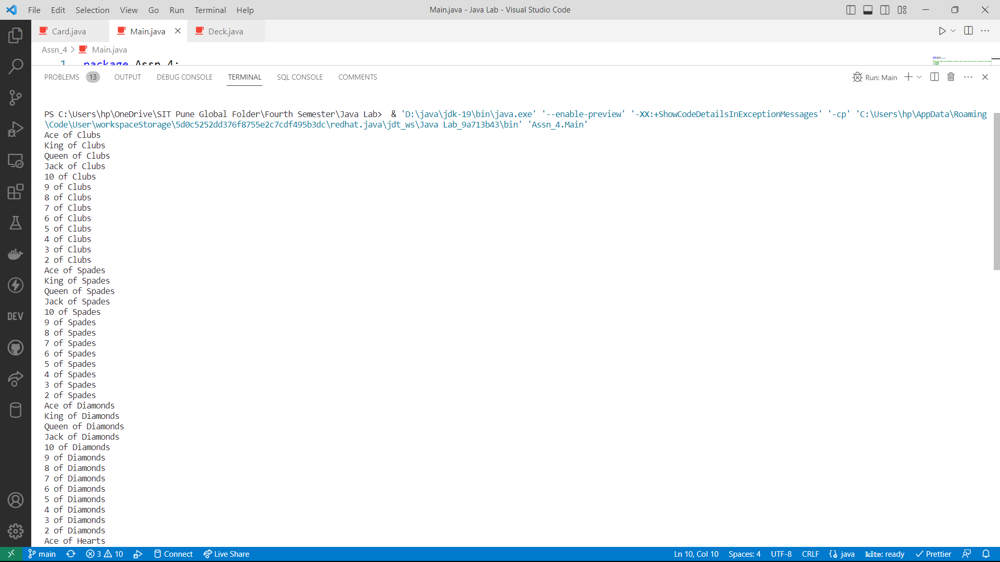 File Edit Selection View Go Run Terminal Help Main.java - Java Lab - Visual Studio Code
Card.java Main.java Deck.java
Assn_4 > Main.java
1 package Assn_4;
PROBLEMS 13 OUTPUT DEBUG CONSOLE TERMINAL SQL CONSOLE COMMENTS Run: Main
PS C:\Users\hp\OneDrive\SIT Pune Global Folder\Fourth Semester\Java Lab>  & 'D:\java\jdk-19\bin\java.exe' '--enable-preview' '-XX:+ShowCodeDetailsInExceptionMessages' '-cp' 'C:\Users\hp\AppData\Roaming
\Code\User\workspaceStorage\5d0c5252dd376f8755e2c7cdf495b3dc\redhat.java\jdt_ws\Java Lab_9a713b43\bin' 'Assn_4.Main'
Ace of Clubs
King of Clubs
Queen of Clubs
Jack of Clubs
10 of Clubs
9 of Clubs
8 of Clubs
7 of Clubs
6 of Clubs
5 of Clubs
4 of Clubs
3 of Clubs
2 of Clubs
Ace of Spades
King of Spades
Queen of Spades
Jack of Spades
10 of Spades
9 of Spades
8 of Spades
7 of Spades
6 of Spades
5 of Spades
4 of Spades
3 of Spades
2 of Spades
Ace of Diamonds
King of Diamonds
Queen of Diamonds
Jack of Diamonds
10 of Diamonds
9 of Diamonds
8 of Diamonds
7 of Diamonds
6 of Diamonds
5 of Diamonds
4 of Diamonds
3 of Diamonds
2 of Diamonds
Ace of Hearts
DEV
main 3 10 Connect Live Share Ln 10, Col 10 Spaces: 4 UTF-8 CRLF java kite: ready Prettier